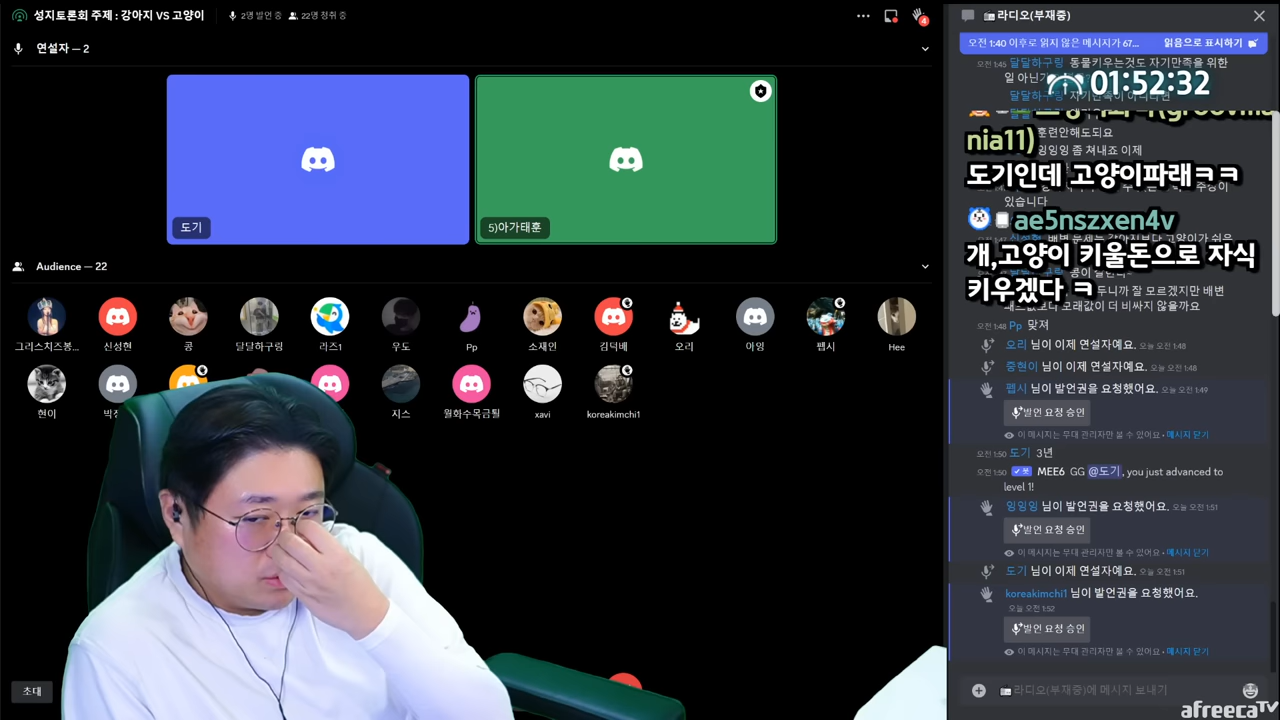 성지토론회 주제 : 강아지 VS 고양이
2명 발언 중
22명 청취 중
4
연설자 — 2
도기
5)아가태훈
Audience — 22
그리스치즈봉...
신성현
콩
달달하구링
리즈1
우도
Pp
소재인
김덕배
오리
아잉
펩시
Hee
현이
지스
월화수목금퇼
xavi
koreakimchi1
초대
라디오(부재중)
오전 1:40 이후로 읽지 않은 메시지가 67...
읽음으로 표시하기
오전 1:45 달달하구링 동물키우는것도 자기만족을 위한
일 아닌가
01:52:32
달달하구링
훈련안해도되요
nia11)
잉잉잉 좀 쳐내죠 이제
도기인데 고양이파래ㅋㅋ
있습니다
ae5nszxen4v
개,고양이 키울돈으로 자식
키우겠다 ㅋ
두니까 잘 모르겠지만 배변
패드값보다 모래값이 더 비싸지 않을까요
오전 1:48 Pp 맞져
오리 님이 이제 연설자예요. 오늘 오전 1:48
중현이 님이 이제 연설자예요. 오늘 오전 1:48
펩시 님이 발언권을 요청했어요. 오늘 오전 1:49
발언 요청 승인
이 메시지는 무대 관리자만 볼 수 있어요 • 메시지 닫기
오전 1:50 도기 3년
오전 1:50 봇 MEE6 GG @도기, you just advanced to
level 1!
잉잉잉 님이 발언권을 요청했어요. 오늘 오전 1:51
발언 요청 승인
이 메시지는 무대 관리자만 볼 수 있어요 • 메시지 닫기
도기 님이 이제 연설자예요. 오늘 오전 1:51
koreakimchi1 님이 발언권을 요청했어요.
오늘 오전 1:52
발언 요청 승인
이 메시지는 무대 관리자만 볼 수 있어요 • 메시지 닫기
라디오(부재중)에 메시지 보내기
afreecaTV